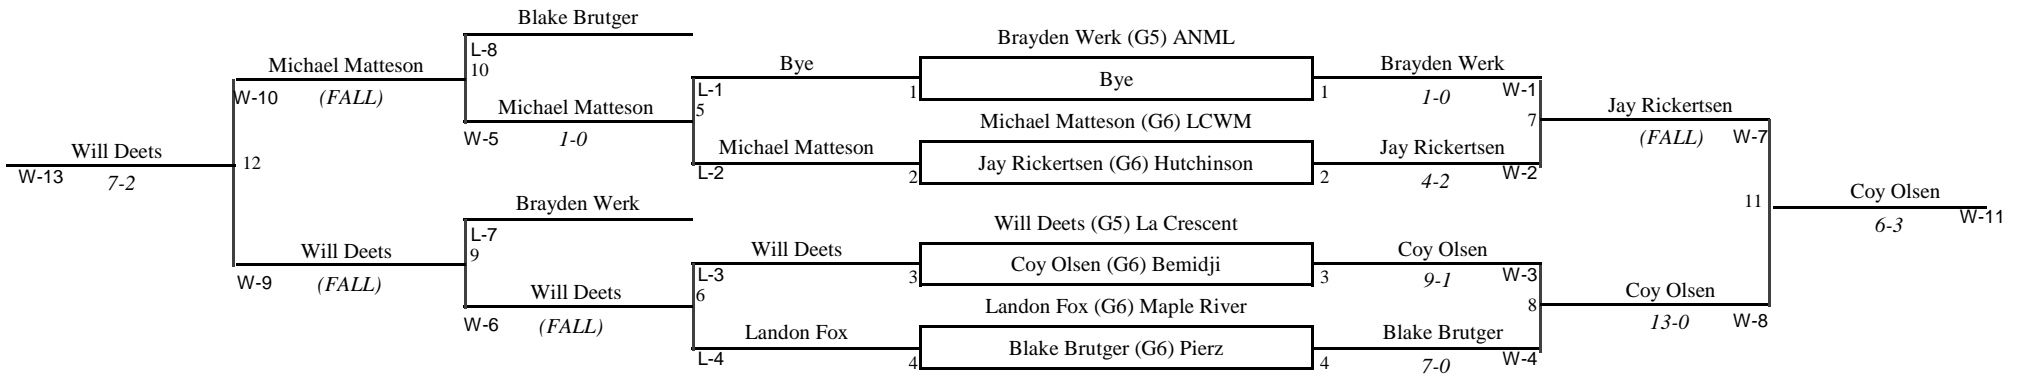 Blake Brutger
L-8
10
Michael Matteson
W-10
(FALL)
Michael Matteson
W-5
1-0
Will Deets
W-13
7-2
12
Brayden Werk
L-7
9
Will Deets
W-9
(FALL)
Will Deets
W-6
(FALL)
Bye
L-1
5
1
Michael Matteson
L-2
2
Will Deets
L-3
6
3
Landon Fox
L-4
4
Brayden Werk (G5) ANML
Bye
Michael Matteson (G6) LCWM
Jay Rickertsen (G6) Hutchinson
Will Deets (G5) La Crescent
Coy Olsen (G6) Bemidji
Landon Fox (G6) Maple River
Blake Brutger (G6) Pierz
Brayden Werk
1
1-0
W-1
7
Jay Rickertsen
2
4-2
W-2
Coy Olsen
3
9-1
W-3
8
Blake Brutger
4
7-0
W-4
Jay Rickertsen
(FALL)
W-7
11
Coy Olsen
13-0
W-8
Coy Olsen
6-3
W-11